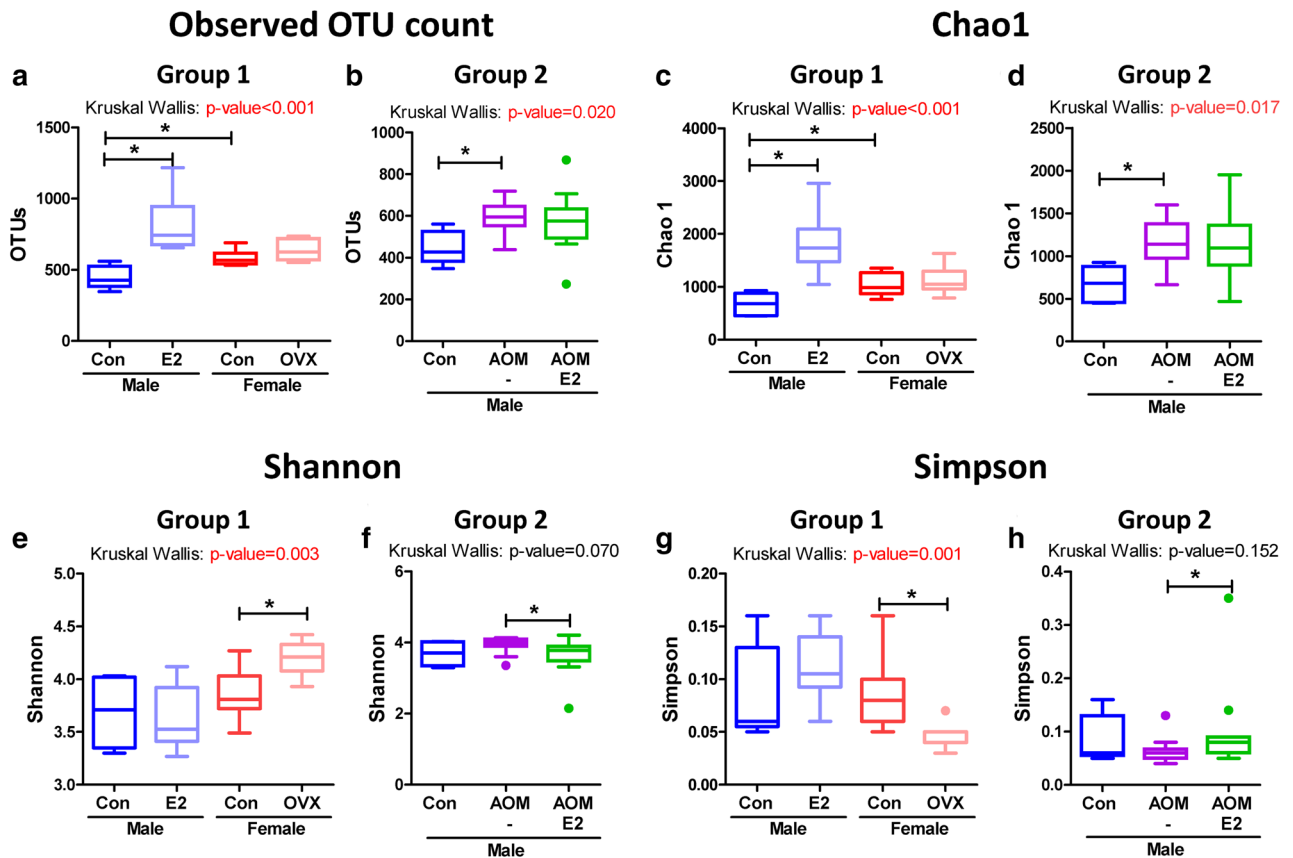 Observed OTU count
Chao1
a
Group 1
Kruskal Wallis: p-value<0.001
OTUs
1500
1000
500
0
*
*
Con
E2
Con
OVX
Male
Female
b
Group 2
Kruskal Wallis: p-value=0.020
OTUs
1000
800
600
400
200
0
*
Con
AOM
AOM
-
E2
Male
c
Group 1
Kruskal Wallis: p-value<0.001
Chao 1
4000
3000
2000
1000
0
*
*
Con
E2
Con
OVX
Male
Female
d
Group 2
Kruskal Wallis: p-value=0.017
Chao 1
2500
2000
1500
1000
500
0
*
Con
AOM
AOM
-
E2
Male
Shannon
Simpson
e
Group 1
Kruskal Wallis: p-value=0.003
Shannon
5.0
4.5
4.0
3.5
3.0
*
Con
E2
Con
OVX
Male
Female
f
Group 2
Kruskal Wallis: p-value=0.070
Shannon
6
4
2
0
*
Con
AOM
AOM
-
E2
Male
g
Group 1
Kruskal Wallis: p-value=0.001
Simpson
0.20
0.15
0.10
0.05
0.00
*
Con
E2
Con
OVX
Male
Female
h
Group 2
Kruskal Wallis: p-value=0.152
Simpson
0.4
0.3
0.2
0.1
0.0
*
Con
AOM
AOM
-
E2
Male